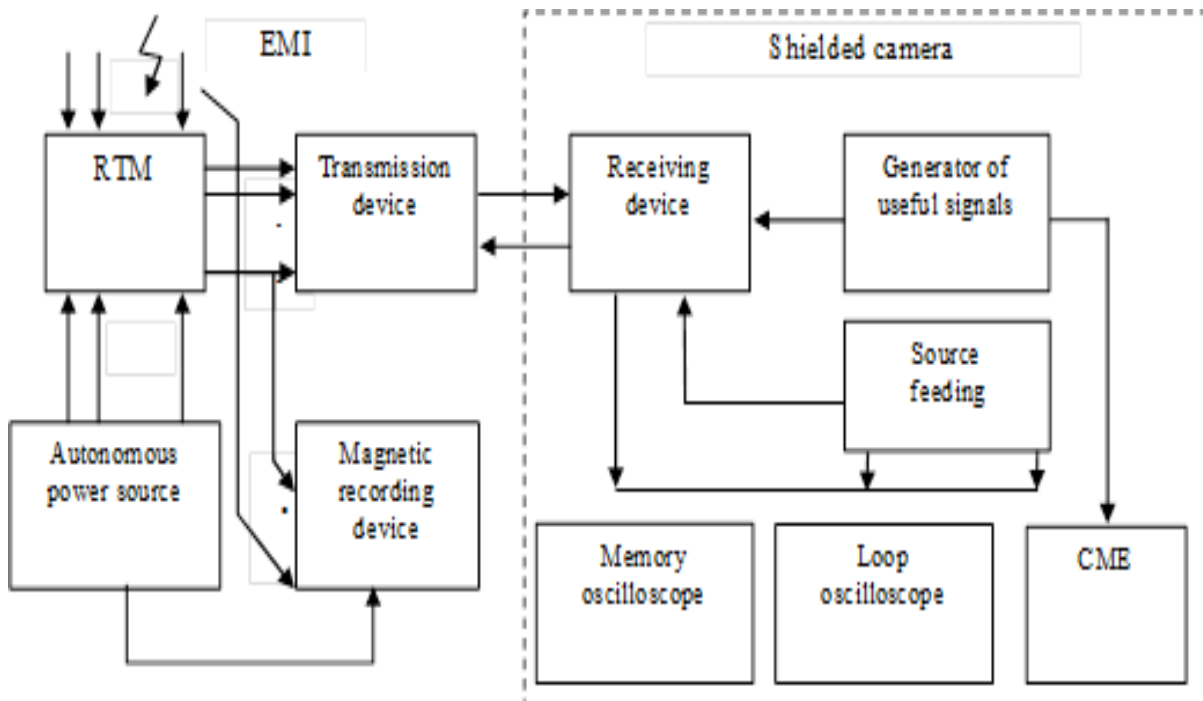 EMI
Shielded camera
RTM
Transmission
device
Receiving
device
Generator of
useful signals
Source
feeding
Autonomous
power source
Magnetic
recording
device
Memory
oscilloscope
Loop
oscilloscope
CME